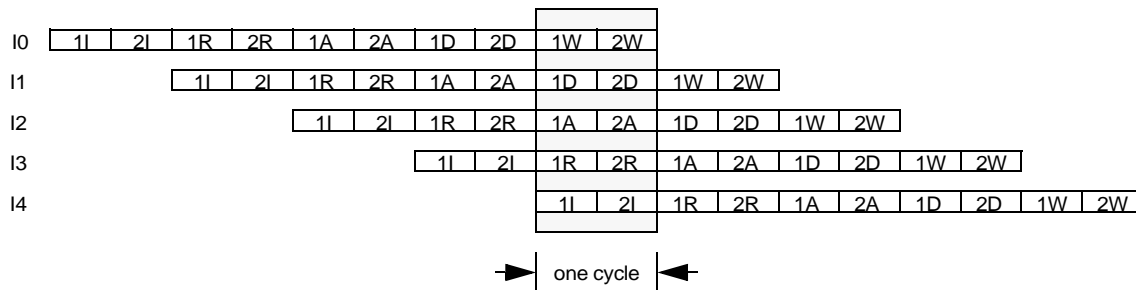 I0 1I 2I 1R 2R 1A 2A 1D 2D 1W 2W
I1 1I 2I 1R 2R 1A 2A 1D 2D 1W 2W
I2 1I 2I 1R 2R 1A 2A 1D 2D 1W 2W
I3 1I 2I 1R 2R 1A 2A 1D 2D 1W 2W
I4 1I 2I 1R 2R 1A 2A 1D 2D 1W 2W
one cycle